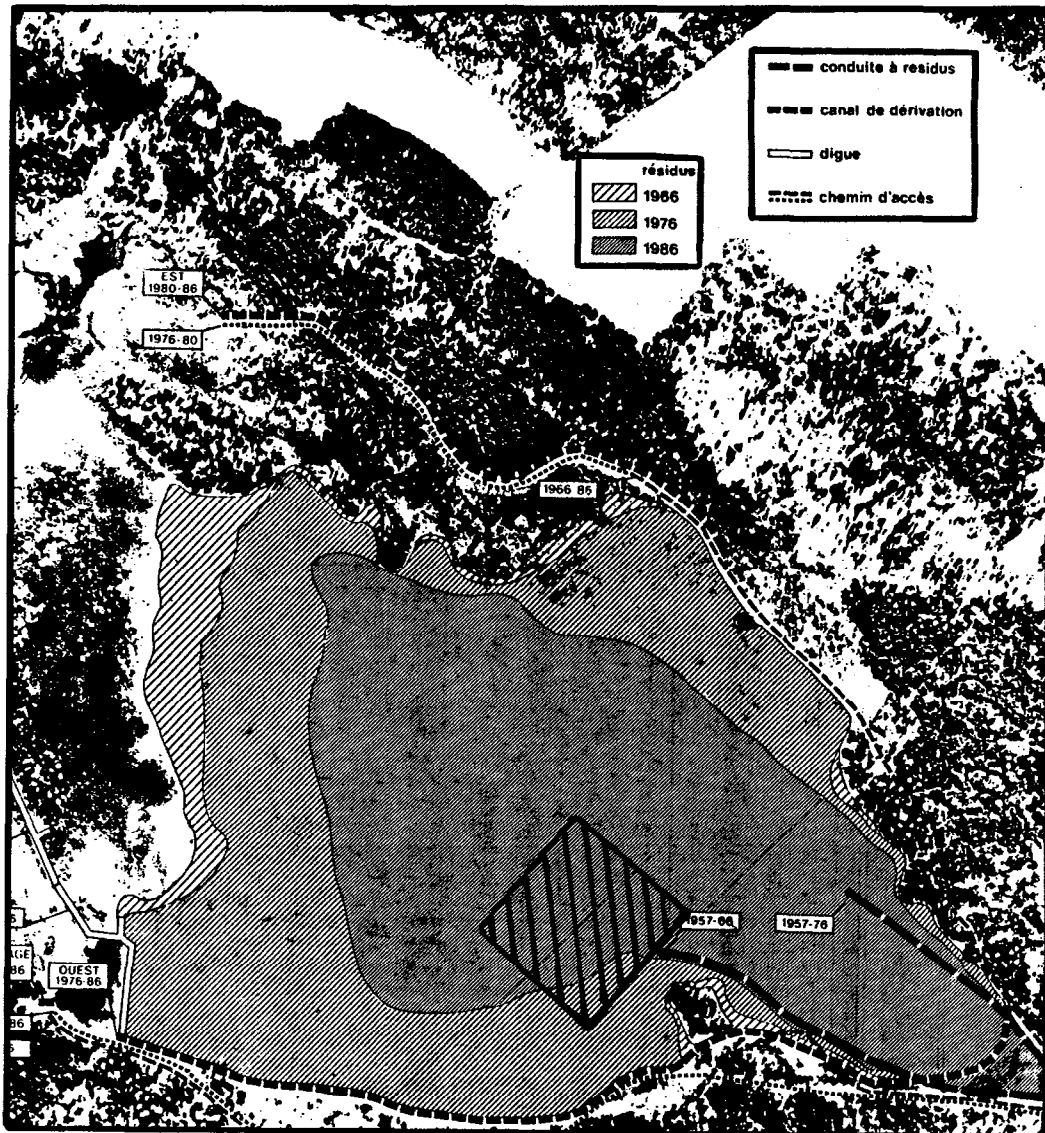 conduite à residus
canal de dérivation
digue
chemin d'accès
résidus
1966
1976
1986
EST
1980-86
1976-80
1966 86
1957-66
1957-76
OUEST
1976-86
AGE
86
86